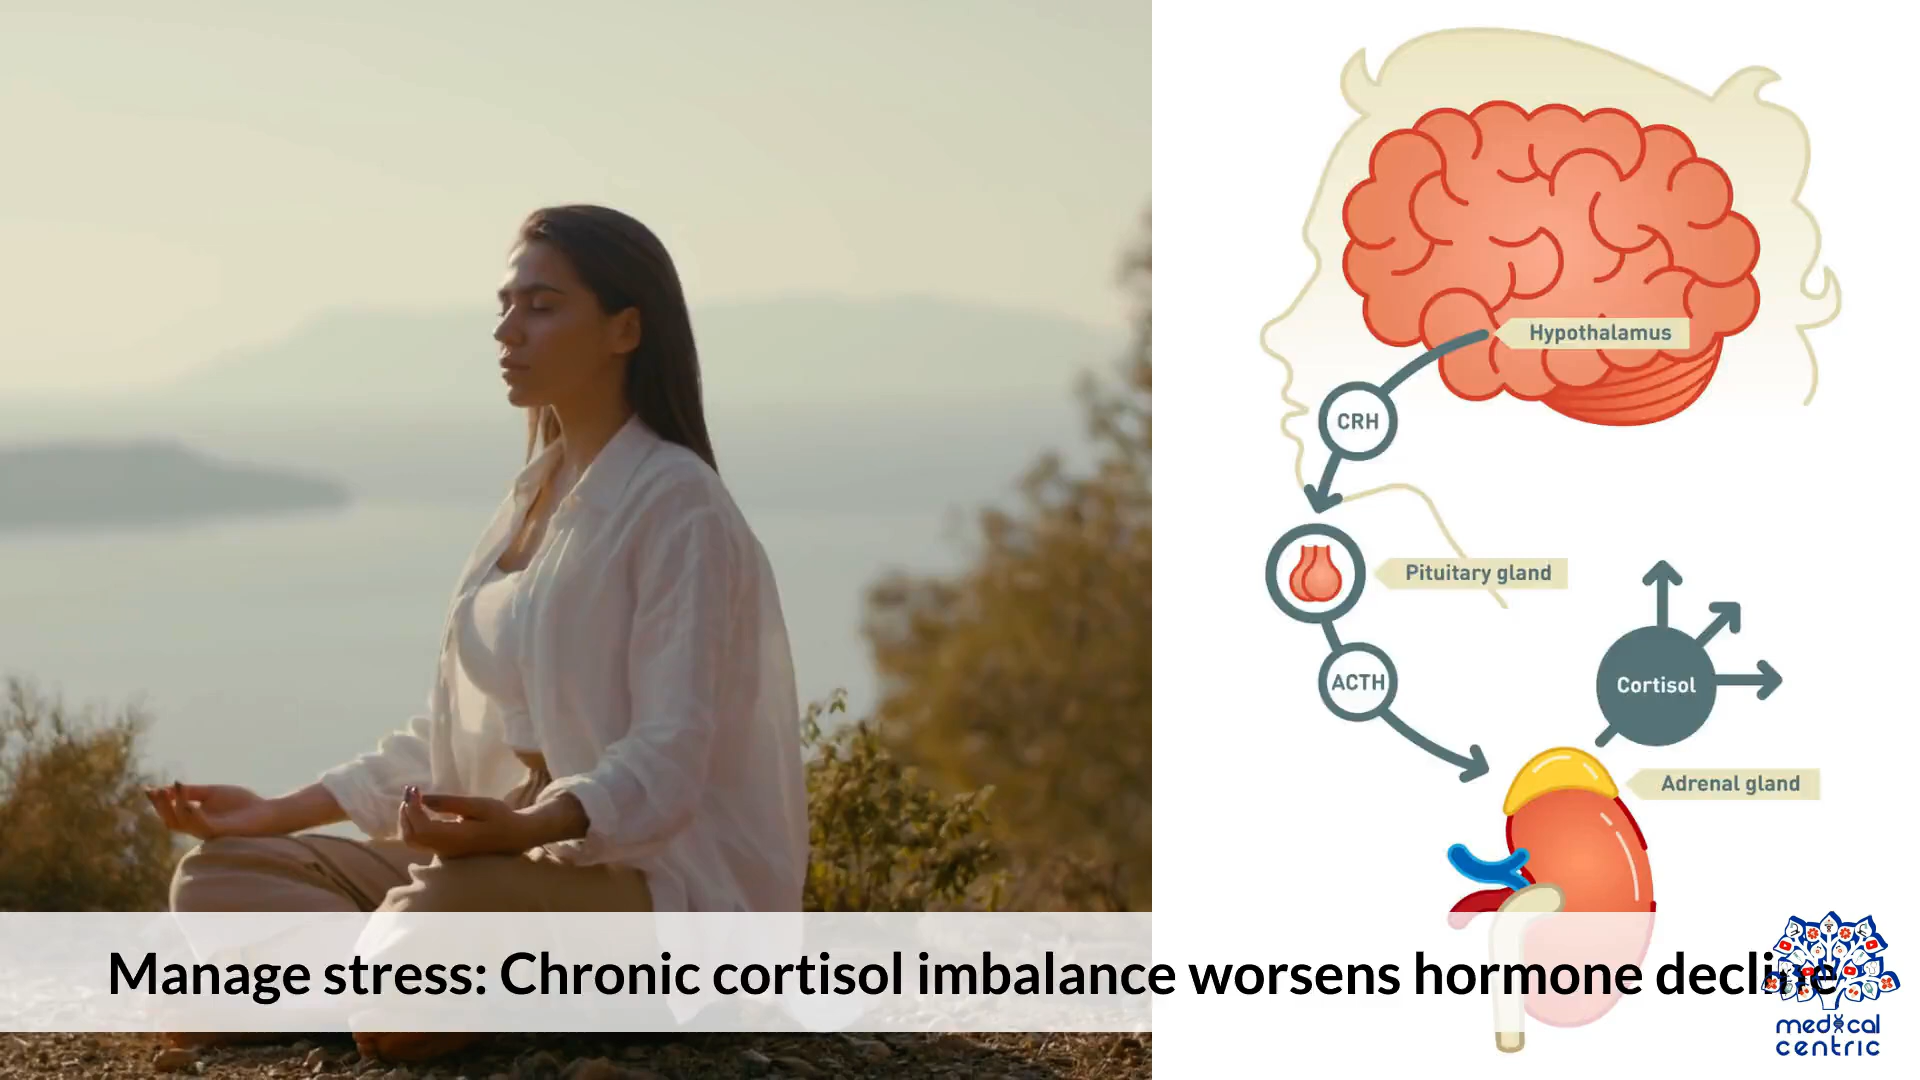 Hypothalamus
CRH
Pituitary gland
ACTH
Cortisol
Adrenal gland
Manage stress: Chronic cortisol imbalance worsens hormone decline
medical
centric